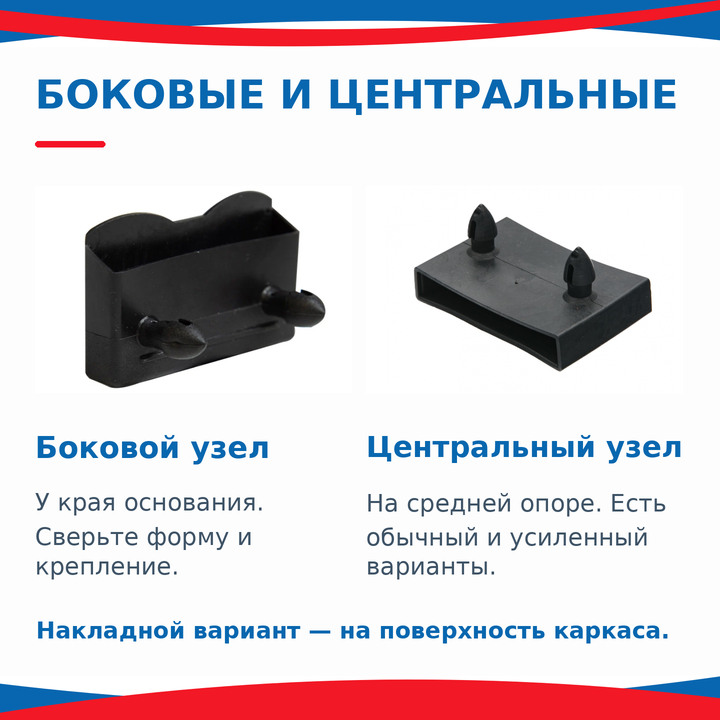 БОКОВЫЕ И ЦЕНТРАЛЬНЫЕ
Боковой узел
У края основания.
Сверьте форму и
крепление.
Центральный узел
На средней опоре. Есть
обычный и усиленный
варианты.
Накладной вариант — на поверхность каркаса.